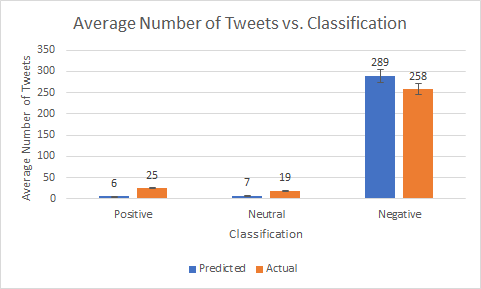 Average Number of Tweets vs. Classification
Average Number of Tweets
350
300
250
200
150
100
50
0
6
25
7
19
289
258
Positive
Neutral
Negative
Classification
Predicted
Actual